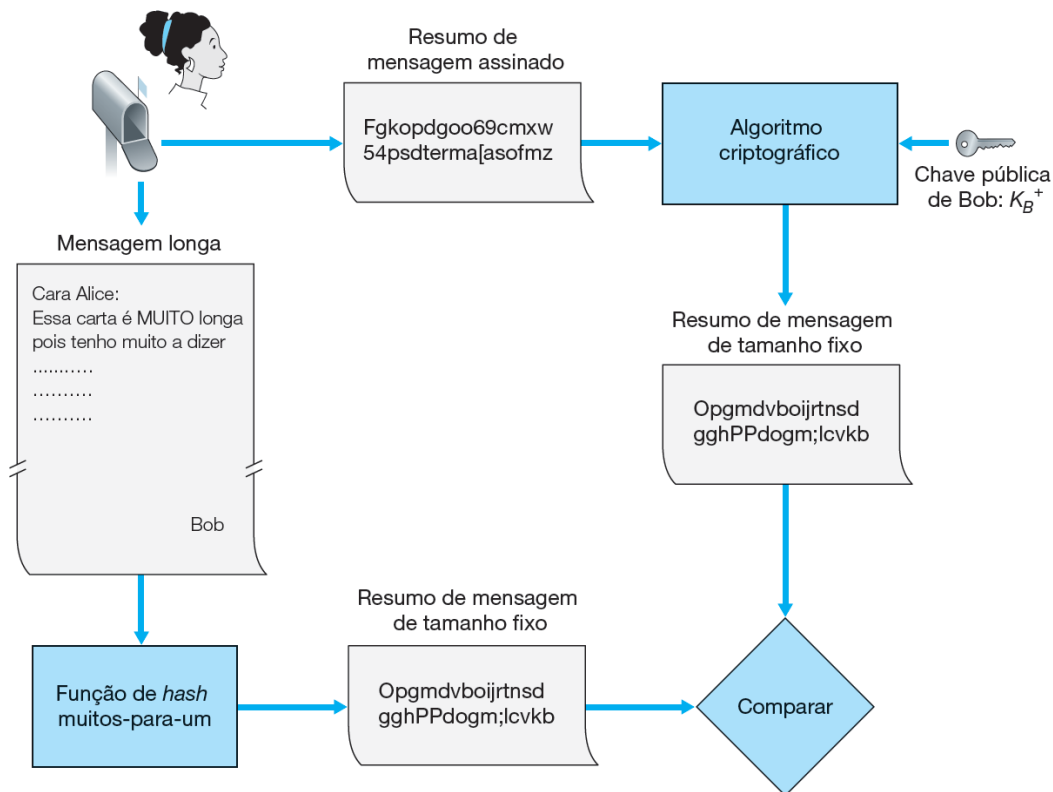 Resumo de
mensagem assinado
Fgkopdgoo69cmxw
54psdterma[asofmz
Algoritmo
criptográfico
Chave pública
de Bob: K_B^+
Mensagem longa
Cara Alice:
Essa carta é MUITO longa
pois tenho muito a dizer
...........
..........
..........
Bob
Resumo de mensagem
de tamanho fixo
Opgmdvboijrtnsd
gghPPdogm;lcvkb
Função de hash
muitos-para-um
Resumo de mensagem
de tamanho fixo
Opgmdvboijrtnsd
gghPPdogm;lcvkb
Comparar